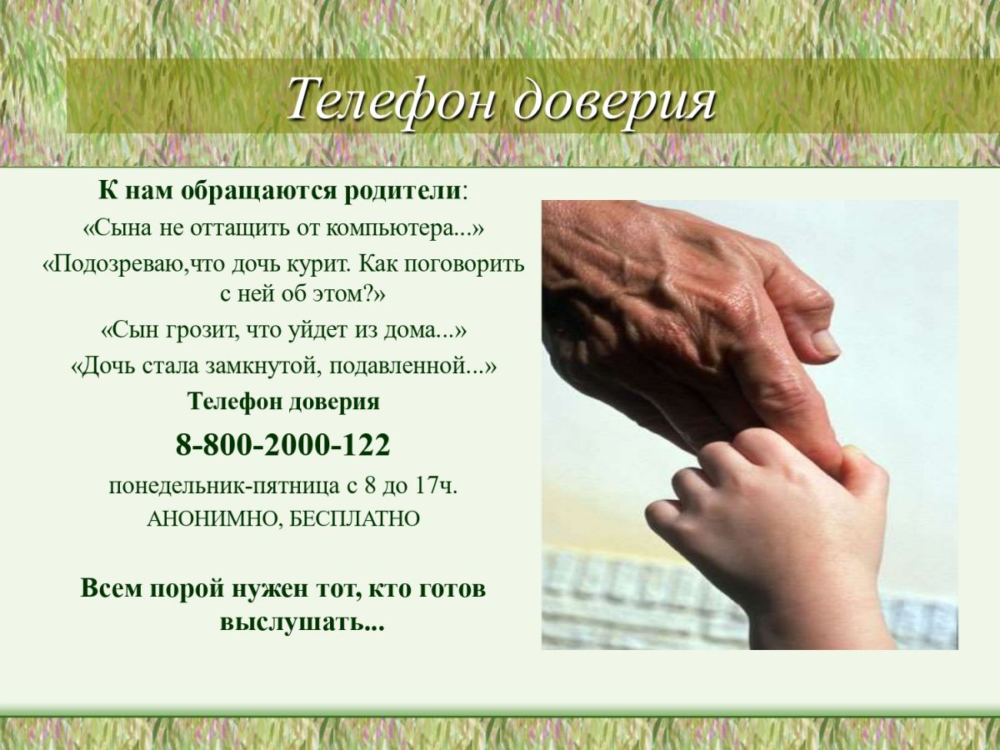 Телефон доверия
К нам обращаются родители:
«Сына не оттащить от компьютера...»
«Подозреваю,что дочь курит. Как поговорить
с ней об этом?»
«Сын грозит, что уйдет из дома...»
«Дочь стала замкнутой, подавленной...»
Телефон доверия
8-800-2000-122
понедельник-пятница с 8 до 17ч.
АНОНИМНО, БЕСПЛАТНО
Всем порой нужен тот, кто готов
выслушать...